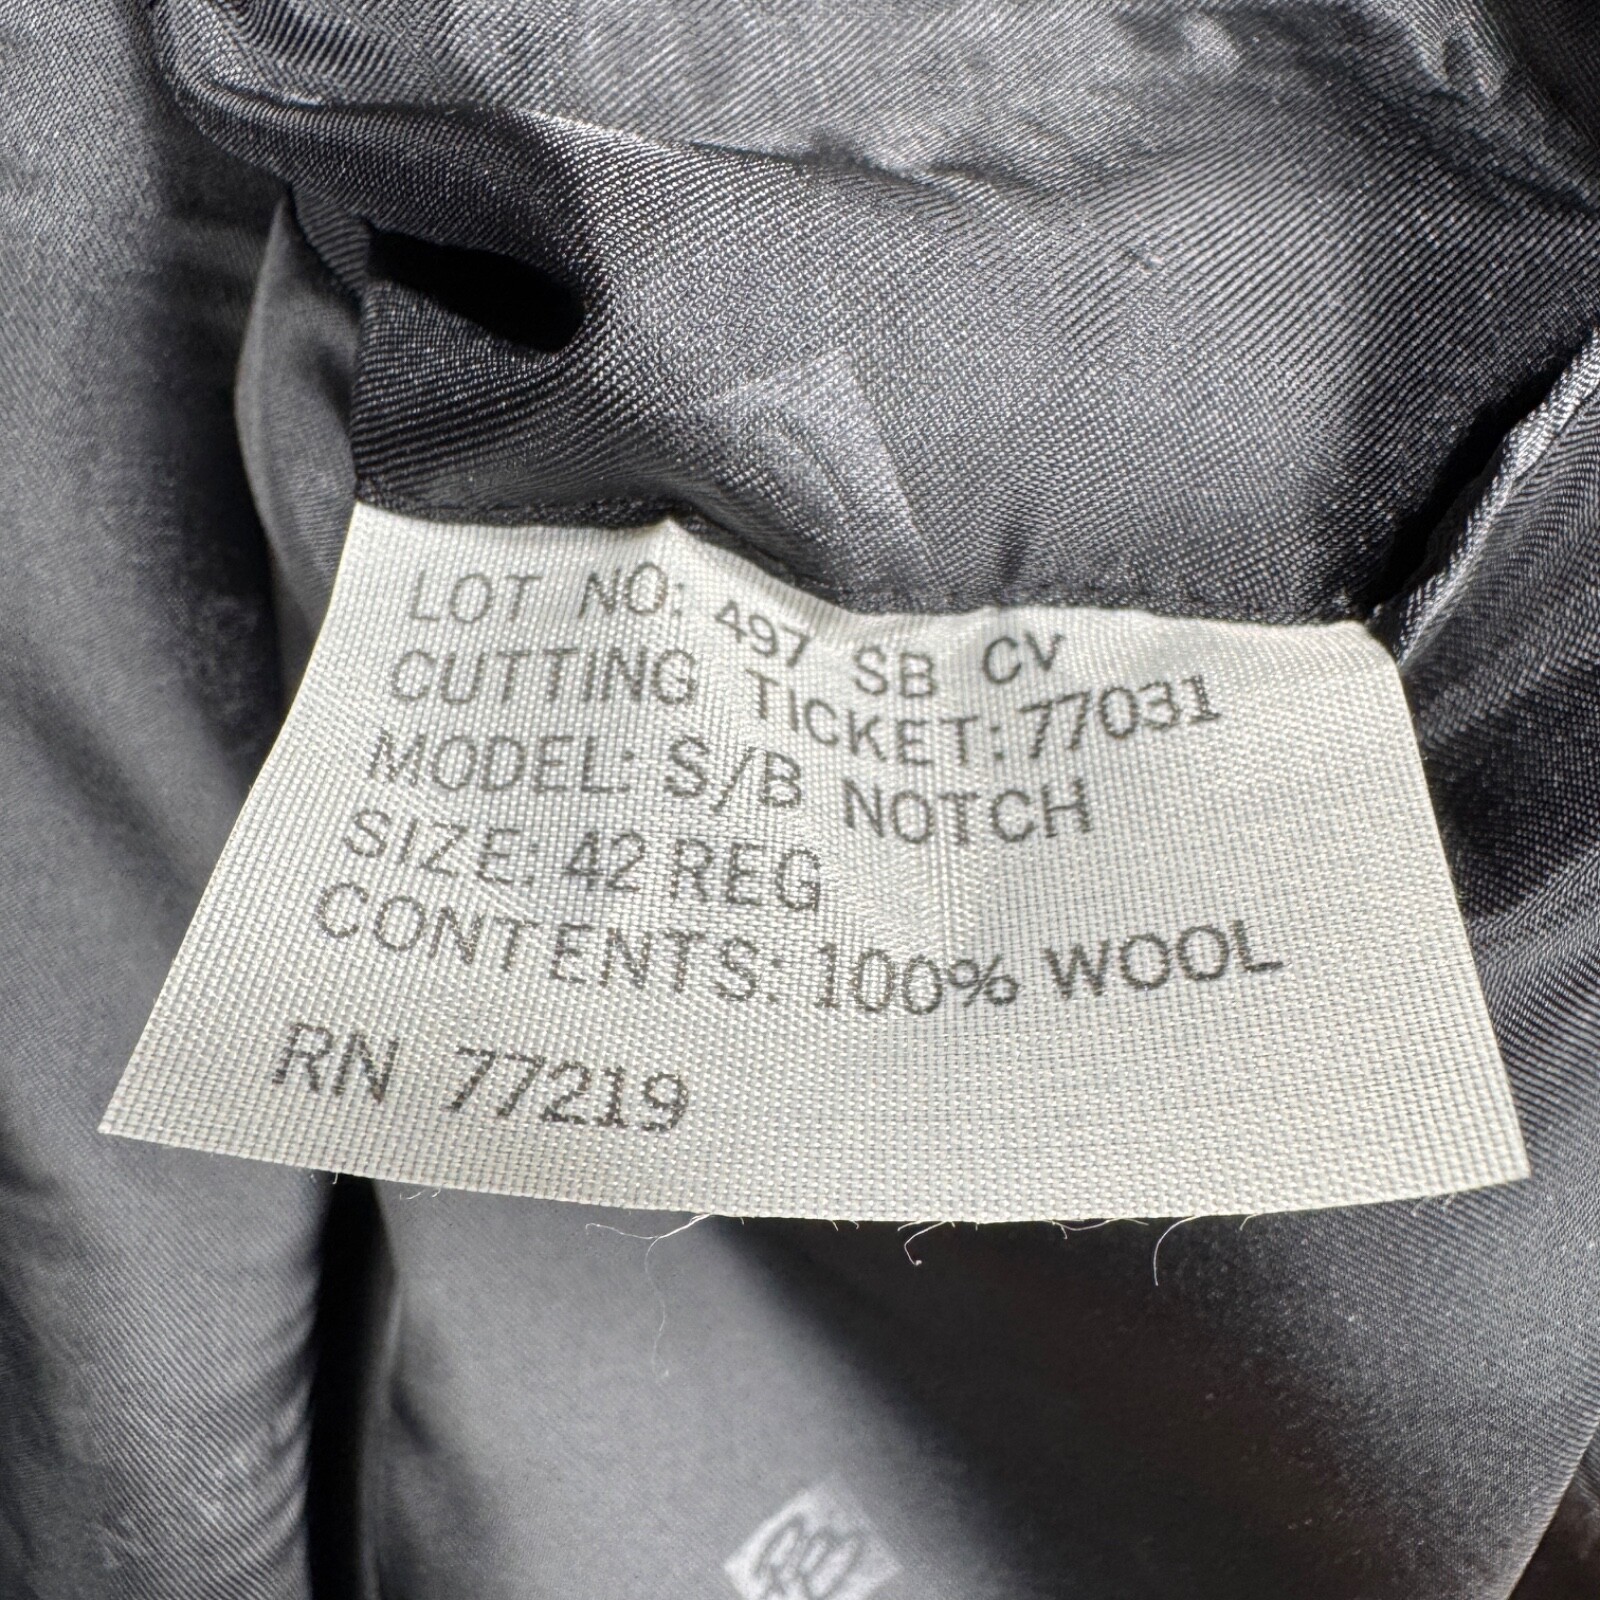 LOT NO: 497 SB CV
CUTTING TICKET: 77031
MODEL: S/B NOTCH
SIZE: 42 REG
CONTENTS: 100% WOOL
RN 77219